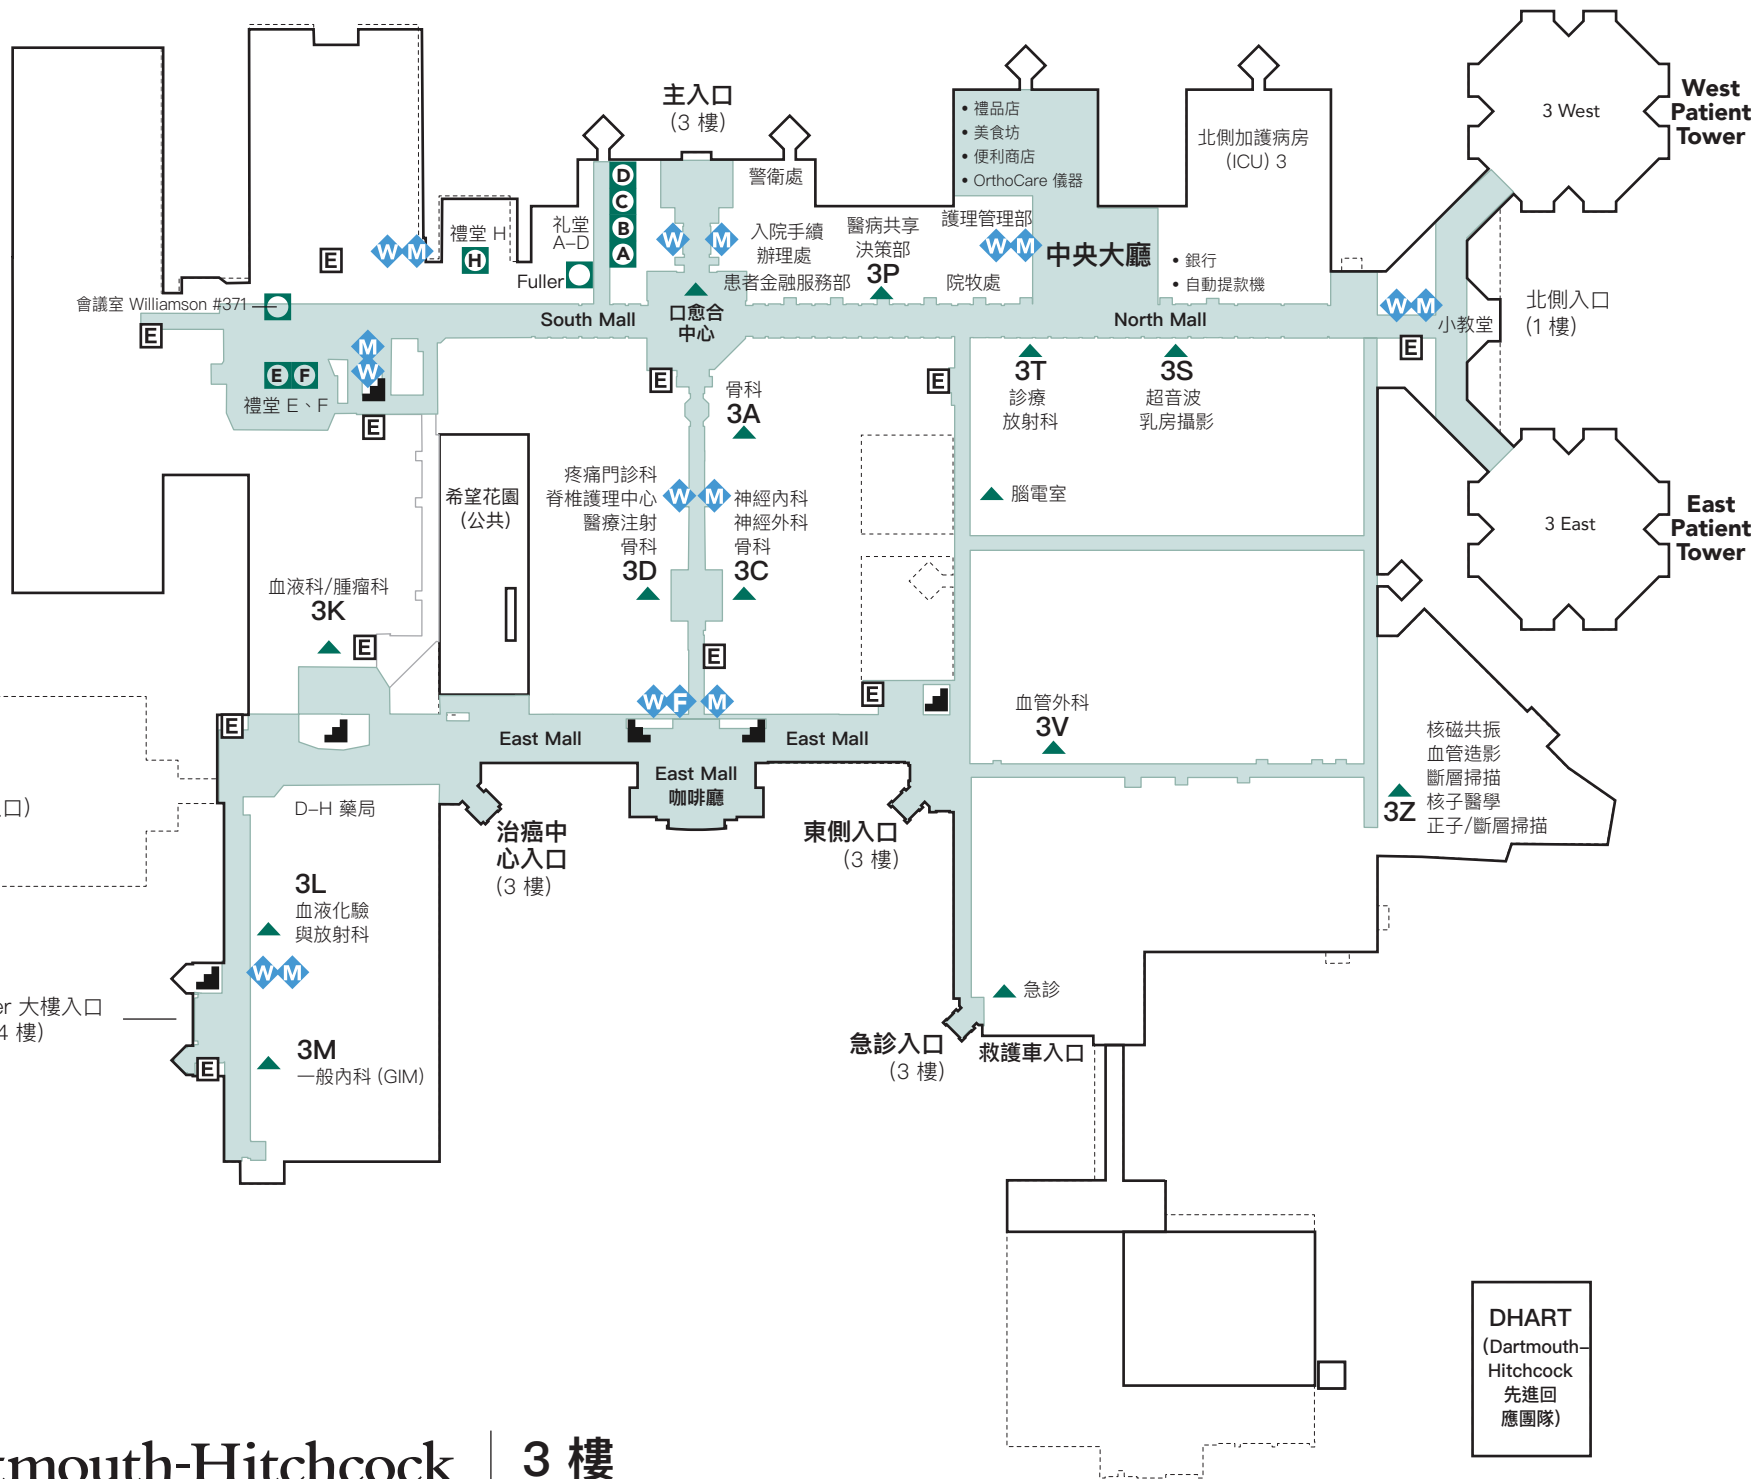 主入口
(3 樓)
• 禮品店
• 美食坊
• 便利商店
• OrthoCare 儀器
北側加護病房
(ICU) 3
3 West
West
Patient
Tower
D
C
B
A
警衛處
禮堂 H
H
礼堂
A–D
Fuller
W M
W
M
入院手續
辦理處
患者金融服務部
醫病共享
決策部
3P
護理管理部
W M
院牧處
中央大廳
• 銀行
• 自動提款機
E
會議室 Williamson #371
E
South Mall
口愈合
中心
North Mall
W M
小教堂
E
北側入口
(1 樓)
M
W
E F
禮堂 E、F
E
E
骨科
3A
E
3T
診療
放射科
3S
超音波
乳房攝影
希望花園
(公共)
疼痛門診科
脊椎護理中心
醫療注射
骨科
3D
W M
神經內科
神經外科
骨科
3C
腦電室
3 East
East
Patient
Tower
血液科/腫瘤科
3K
E
E
W F M
E
血管外科
3V
E
East Mall
East Mall
East Mall
咖啡廳
核磁共振
血管造影
斷層掃描
核子醫學
正子/斷層掃描
3Z
口)
D–H 藥局
治癌中
心入口
(3 樓)
東側入口
(3 樓)
3L
血液化驗
與放射科
W M
er 大樓入口
4 樓)
E
3M
一般內科 (GIM)
急診
急診入口
(3 樓)
救護車入口
DHART
(Dartmouth–
Hitchcock
先進回
應團隊)
tmouth-Hitchcock
3 樓